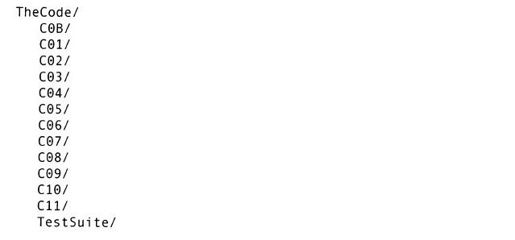 TheCode/
C0B/
C01/
C02/
C03/
C04/
C05/
C06/
C07/
C08/
C09/
C10/
C11/
TestSuite/